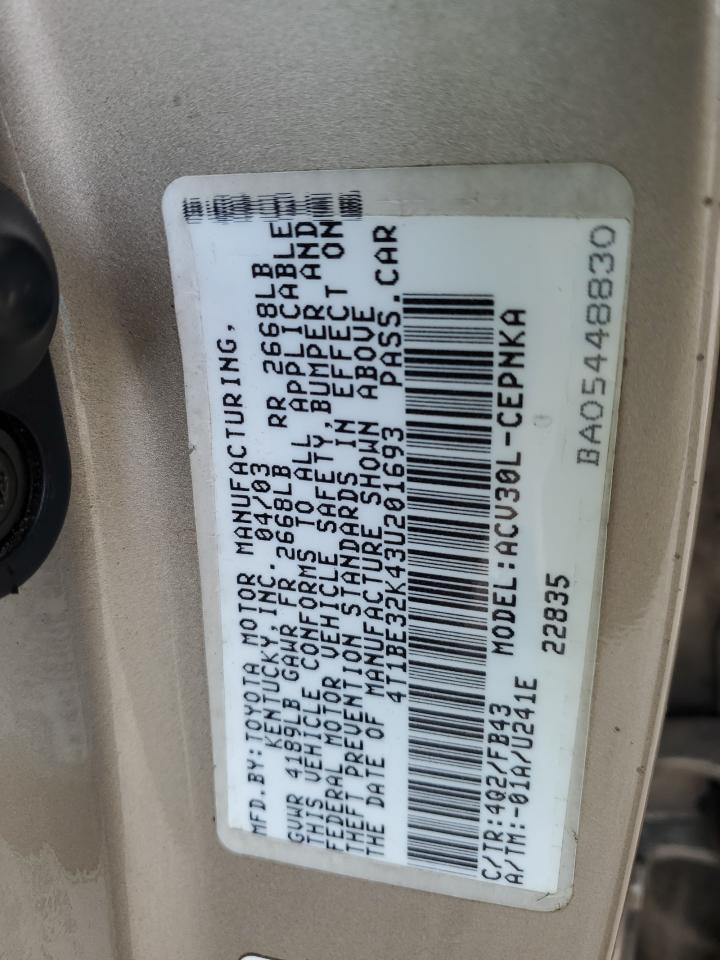 MFD.BY:TOYOTA MOTOR MANUFACTURING,
KENTUCKY,INC. 04/03
GVWR 4189LB GAWR FR 2668LB RR 2668LB
THIS VEHICLE CONFORMS TO ALL APPLICABLE
FEDERAL MOTOR VEHICLE SAFETY,BUMPER AND
THEFT PREVENTION STANDARDS IN EFFECT ON
THE DATE OF MANUFACTURE SHOWN ABOVE
4T1BE32K43U201693 PASS.CAR
C/TR:4Q2/FB43 MODEL:ACV30L-CEPNKA
A/TM:-01A/U241E 22835
BA05448830